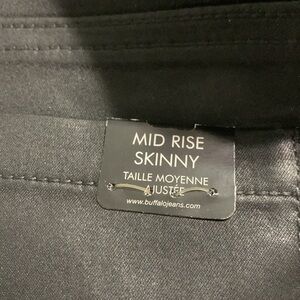 MID RISE
SKINNY
TAILLE MOYENNE
AJUSTÉE
www.buffalojeans.com